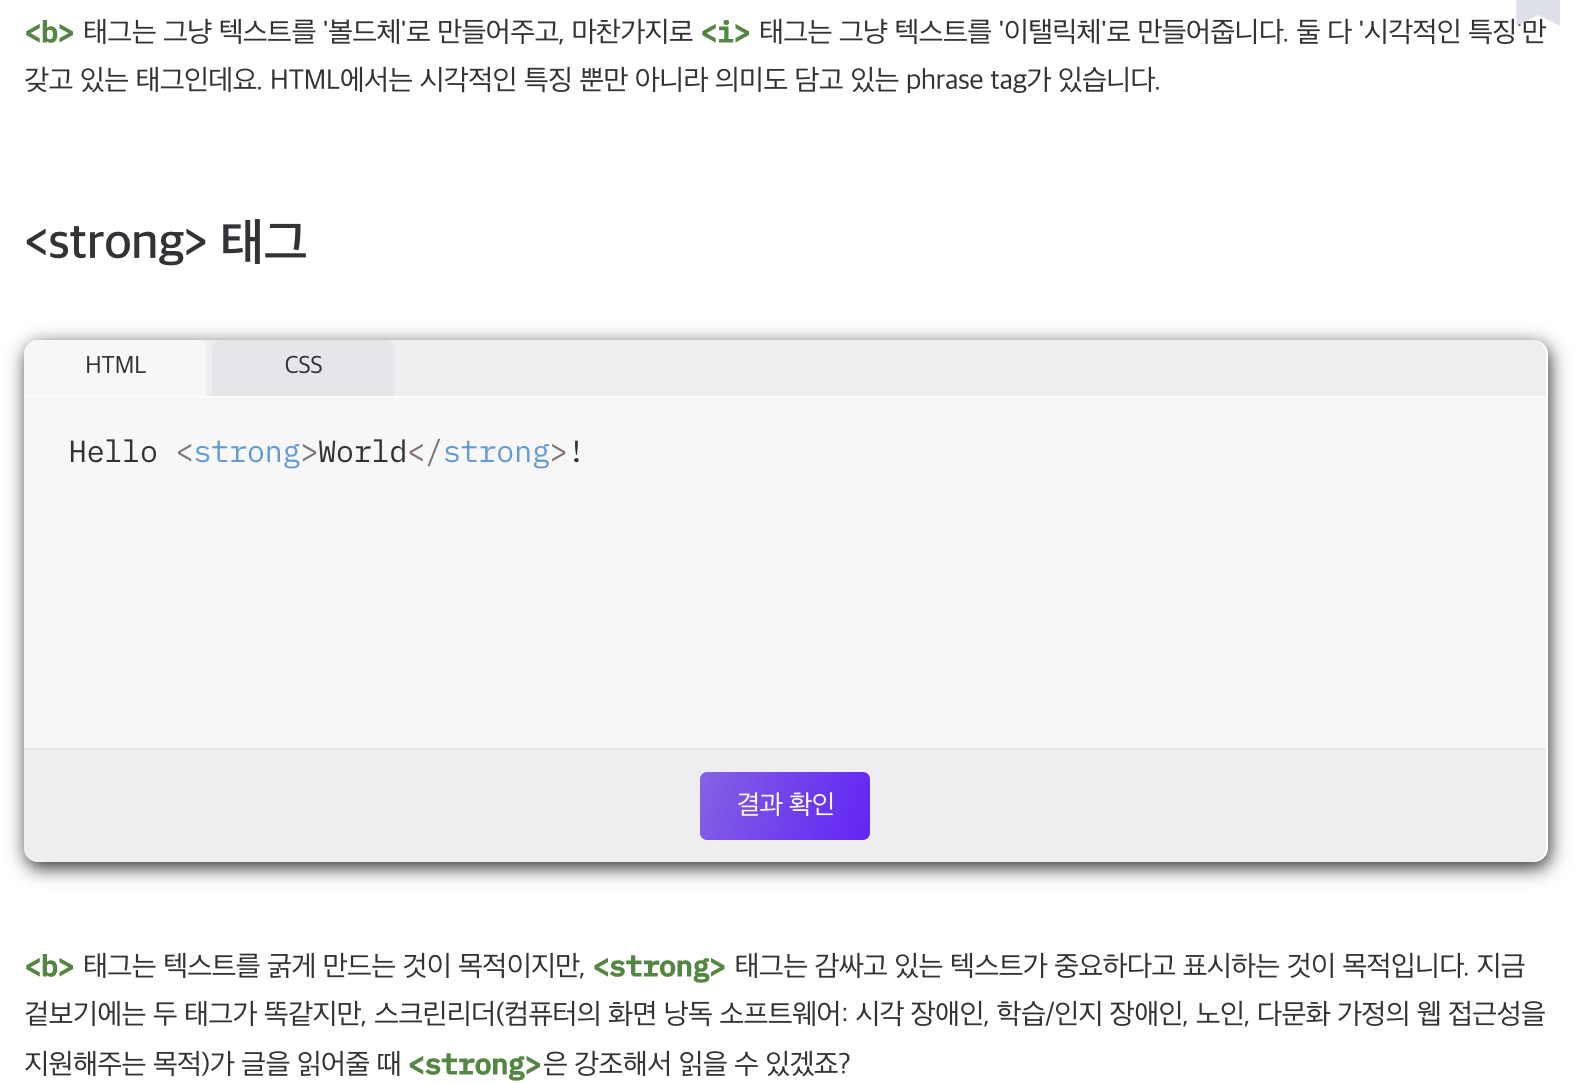 <b> 태그는 그냥 텍스트를 '볼드체'로 만들어주고, 마찬가지로 <i> 태그는 그냥 텍스트를 '이탤릭체'로 만들어줍니다. 둘 다 '시각적인 특징'만
갖고 있는 태그인데요. HTML에서는 시각적인 특징 뿐만 아니라 의미도 담고 있는 phrase tag가 있습니다.
<strong> 태그
HTML CSS
Hello <strong>World</strong>!
결과 확인
<b> 태그는 텍스트를 굵게 만드는 것이 목적이지만, <strong> 태그는 감싸고 있는 텍스트가 중요하다고 표시하는 것이 목적입니다. 지금
겉보기에는 두 태그가 똑같지만, 스크린리더(컴퓨터의 화면 낭독 소프트웨어: 시각 장애인, 학습/인지 장애인, 노인, 다문화 가정의 웹 접근성을
지원해주는 목적)가 글을 읽어줄 때 <strong>은 강조해서 읽을 수 있겠죠?